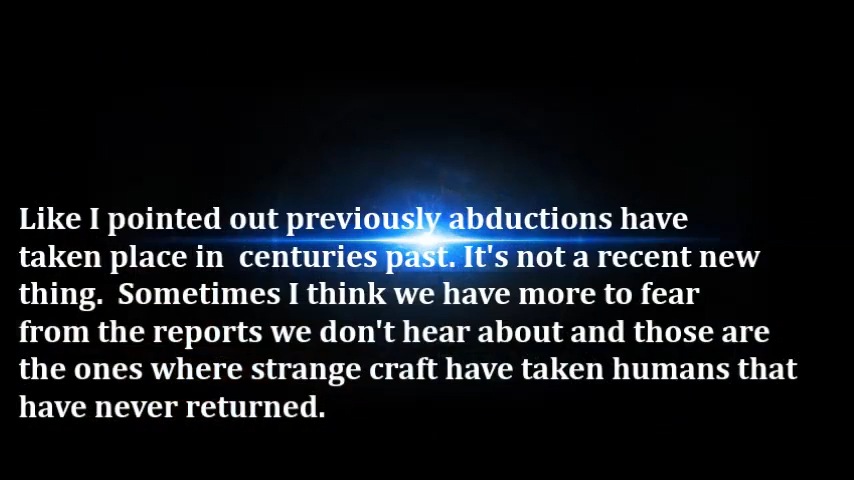 Like I pointed out previously abductions have
taken place in  centuries past. It's not a recent new
thing.  Sometimes I think we have more to fear
from the reports we don't hear about and those are
the ones where strange craft have taken humans that
have never returned.